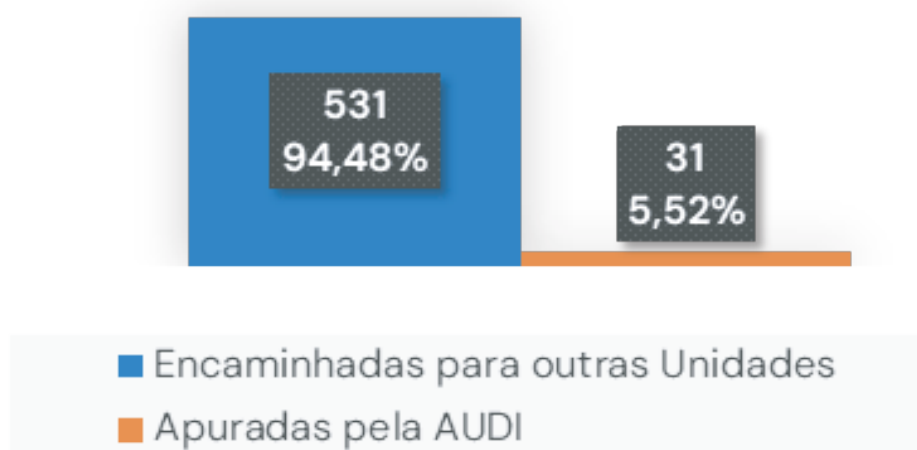 531
94,48%
31
5,52%
Encaminhadas para outras Unidades
Apuradas pela AUDI